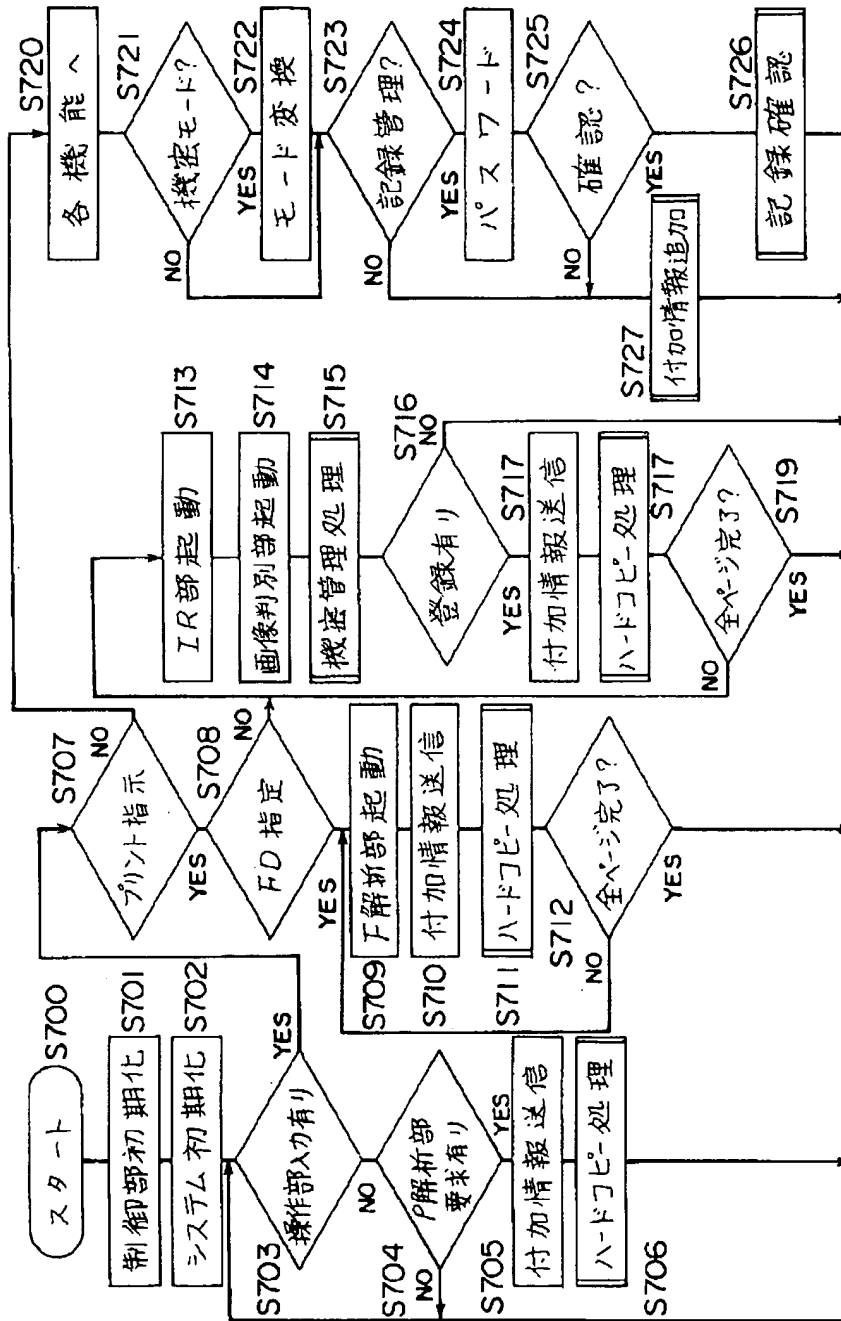 S700
スタート
S701
制御部初期化
S702
システム初期化
S703
操作部入力有り
YES
NO
S704
P解析部
要求有り
NO
YES
S705
付加情報送信
S706
ハードコピー処理
S707
プリント指示
NO
YES
S708
FD指定
NO
YES
S709
F解析部起動
S710
付加情報送信
S711
ハードコピー処理
S712
全ページ完了?
NO
YES
S713
IR部起動
S714
画像判別部起動
S715
機密管理処理
S716
登録有り
NO
YES
S717
付加情報送信
S717
ハードコピー処理
S719
全ページ完了?
NO
YES
S720
各機能へ
S721
機密モード?
NO
YES
S722
モード変換
S723
記録管理?
NO
YES
S724
パスワード
S725
確認?
NO
YES
S726
記録確認
S727
付加情報追加